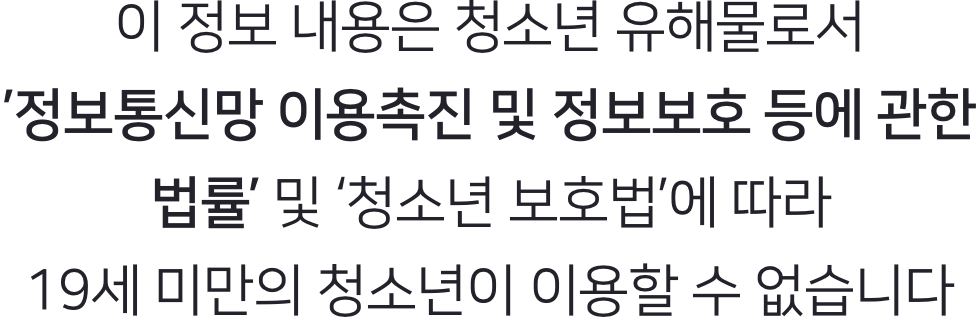 이 정보 내용은 청소년 유해물로서
'정보통신망 이용촉진 및 정보보호 등에 관한
법률' 및 '청소년 보호법'에 따라
19세 미만의 청소년이 이용할 수 없습니다